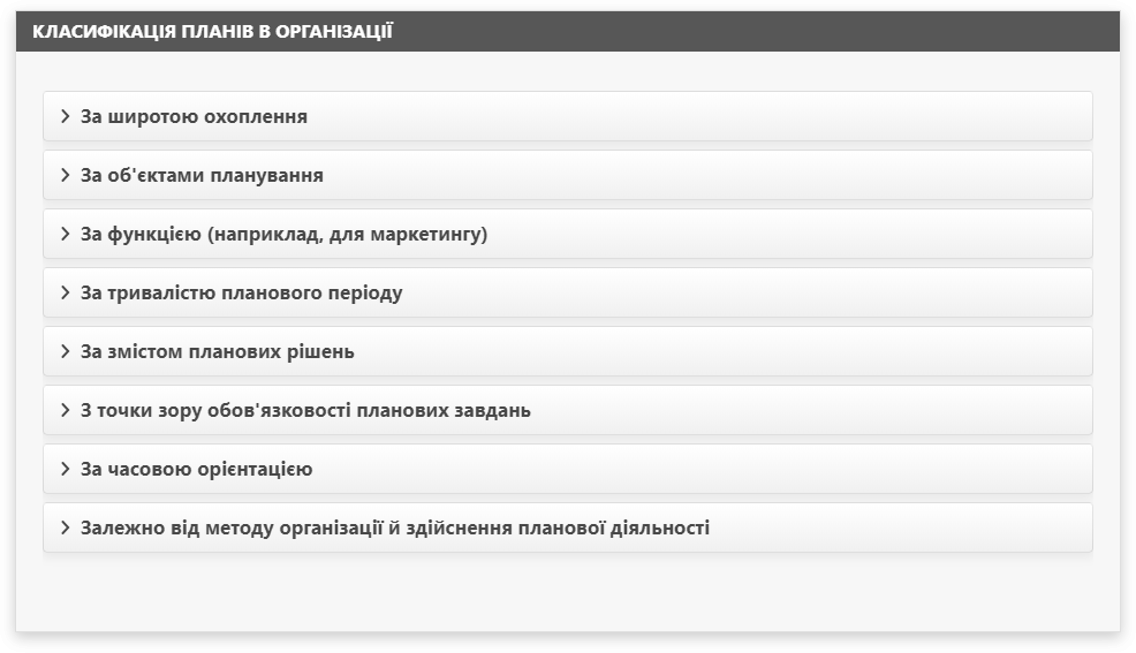 КЛАСИФІКАЦІЯ ПЛАНІВ В ОРГАНІЗАЦІЇ
За широтою охоплення
За об'єктами планування
За функцією (наприклад, для маркетингу)
За тривалістю планового періоду
За змістом планових рішень
З точки зору обов'язковості планових завдань
За часовою орієнтацією
Залежно від методу організації й здійснення планової діяльності